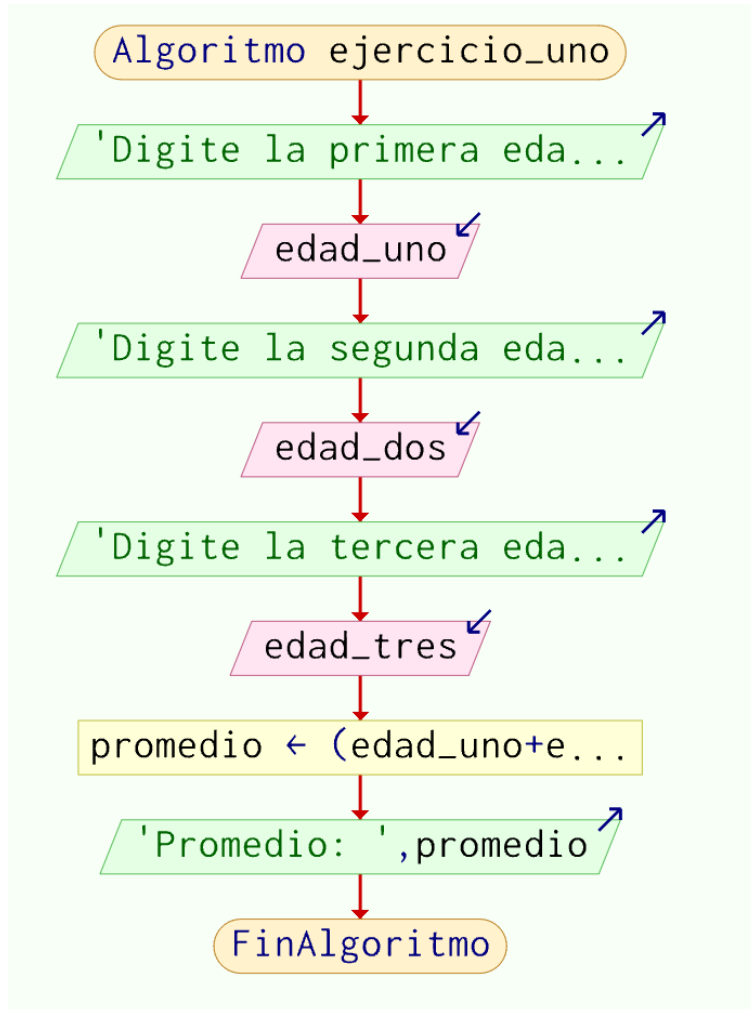 Algoritmo ejercicio_uno
'Digite la primera eda...
edad_uno
'Digite la segunda eda...
edad_dos
'Digite la tercera eda...
edad_tres
promedio ← (edad_uno+e...
'Promedio: ',promedio
FinAlgoritmo